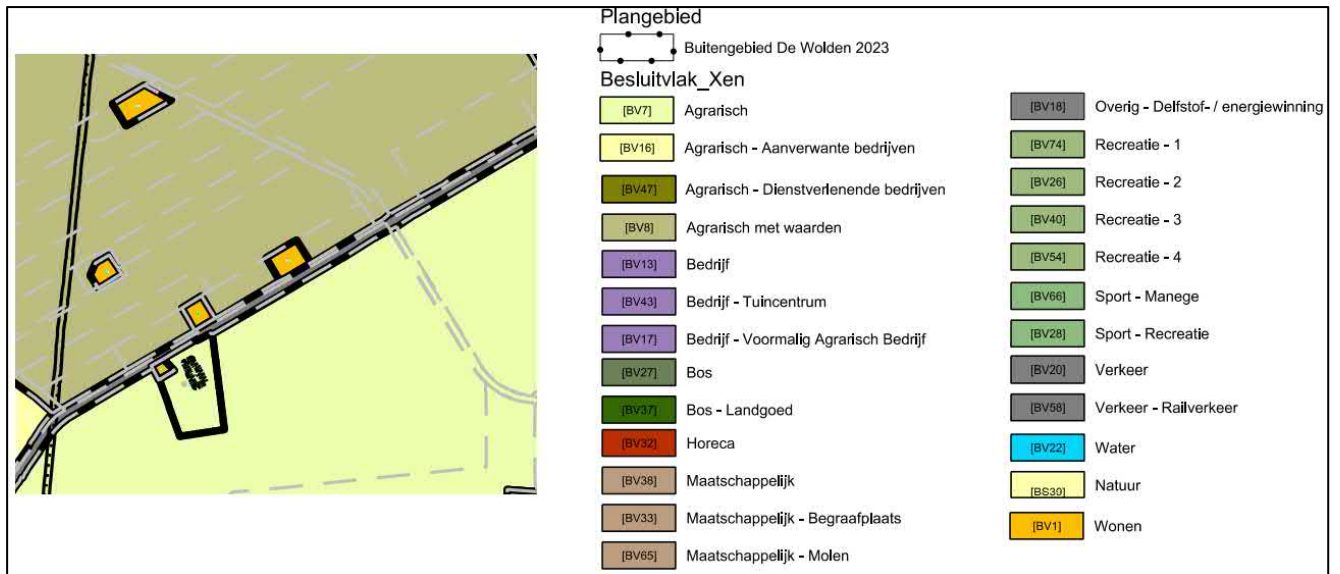 Plangebied
Buitengebied De Wolden 2023
Besluitvlak_Xen
[BV7] Agrarisch
[BV16] Agrarisch - Aanverwante bedrijven
[BV47] Agrarisch - Dienstverlenende bedrijven
[BV8] Agrarisch met waarden
[BV13] Bedrijf
[BV43] Bedrijf - Tuincentrum
[BV17] Bedrijf - Voormalig Agrarisch Bedrijf
[BV27] Bos
[BV37] Bos - Landgoed
[BV32] Horeca
[BV38] Maatschappelijk
[BV33] Maatschappelijk - Begraafplaats
[BV65] Maatschappelijk - Molen
[BV18] Overig - Delfstof- / energiewinning
[BV74] Recreatie - 1
[BV26] Recreatie - 2
[BV40] Recreatie - 3
[BV54] Recreatie - 4
[BV66] Sport - Manege
[BV28] Sport - Recreatie
[BV20] Verkeer
[BV58] Verkeer - Railverkeer
[BV22] Water
[BS30] Natuur
[BV1] Wonen